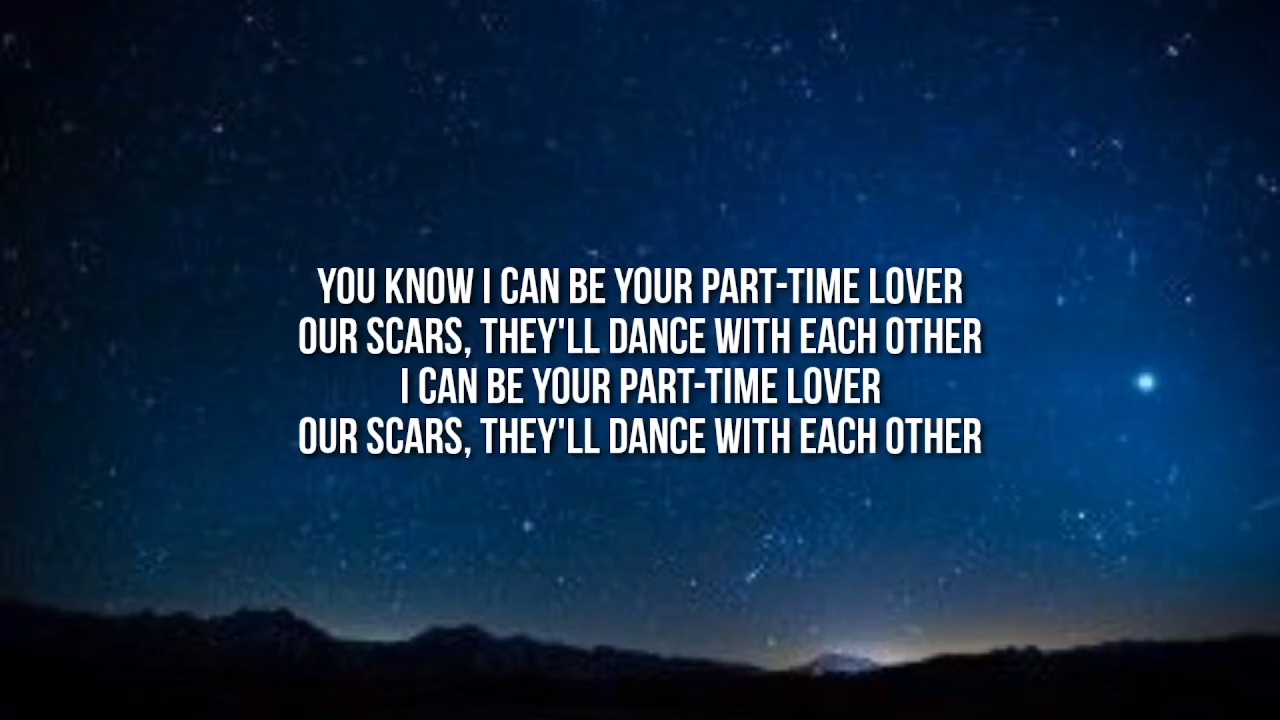 YOU KNOW I CAN BE YOUR PART-TIME LOVER
OUR SCARS, THEY'LL DANCE WITH EACH OTHER
I CAN BE YOUR PART-TIME LOVER
OUR SCARS, THEY'LL DANCE WITH EACH OTHER